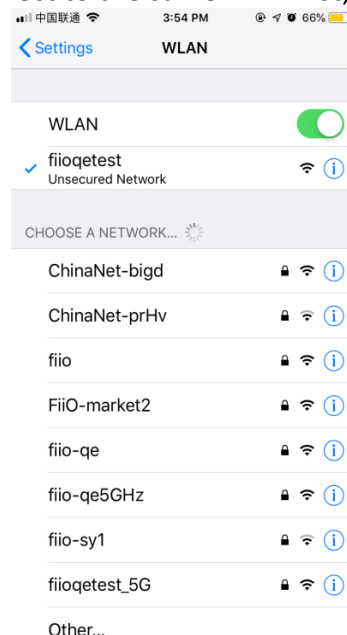 中国联通 3:54 PM 66%
Settings WLAN
WLAN
fiioqetest
Unsecured Network
CHOOSE A NETWORK...
ChinaNet-bigd
ChinaNet-prHv
fiio
FiiO-market2
fiio-qe
fiio-qe5GHz
fiio-sy1
fiioqetest_5G
Other...